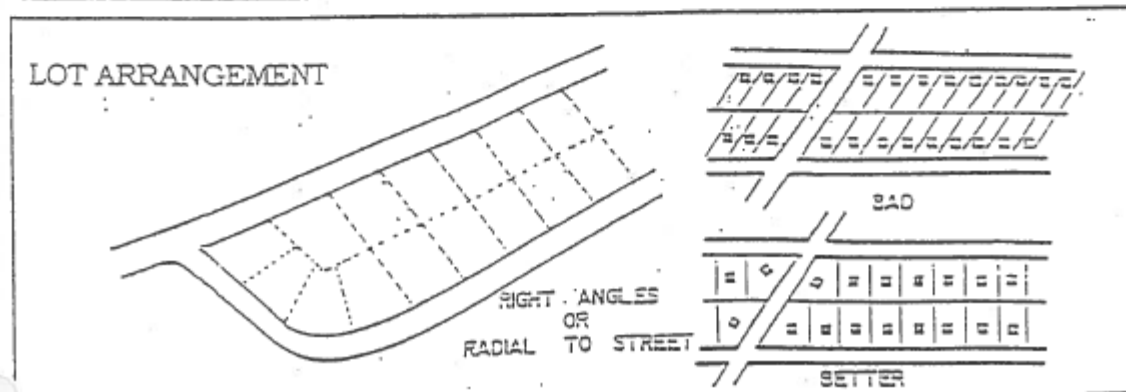 LOT ARRANGEMENT
BAD
RIGHT ANGLES
OR
RADIAL TO STREET
BETTER